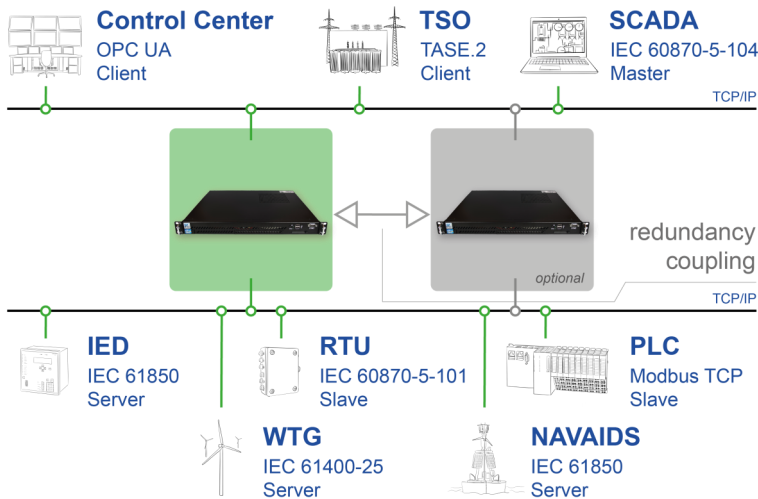 Control Center
OPC UA
Client
TSO
TASE.2
Client
SCADA
IEC 60870-5-104
Master
TCP/IP
optional
redundancy
coupling
TCP/IP
IED
IEC 61850
Server
RTU
IEC 60870-5-101
Slave
PLC
Modbus TCP
Slave
WTG
IEC 61400-25
Server
NAVAIDS
IEC 61850
Server